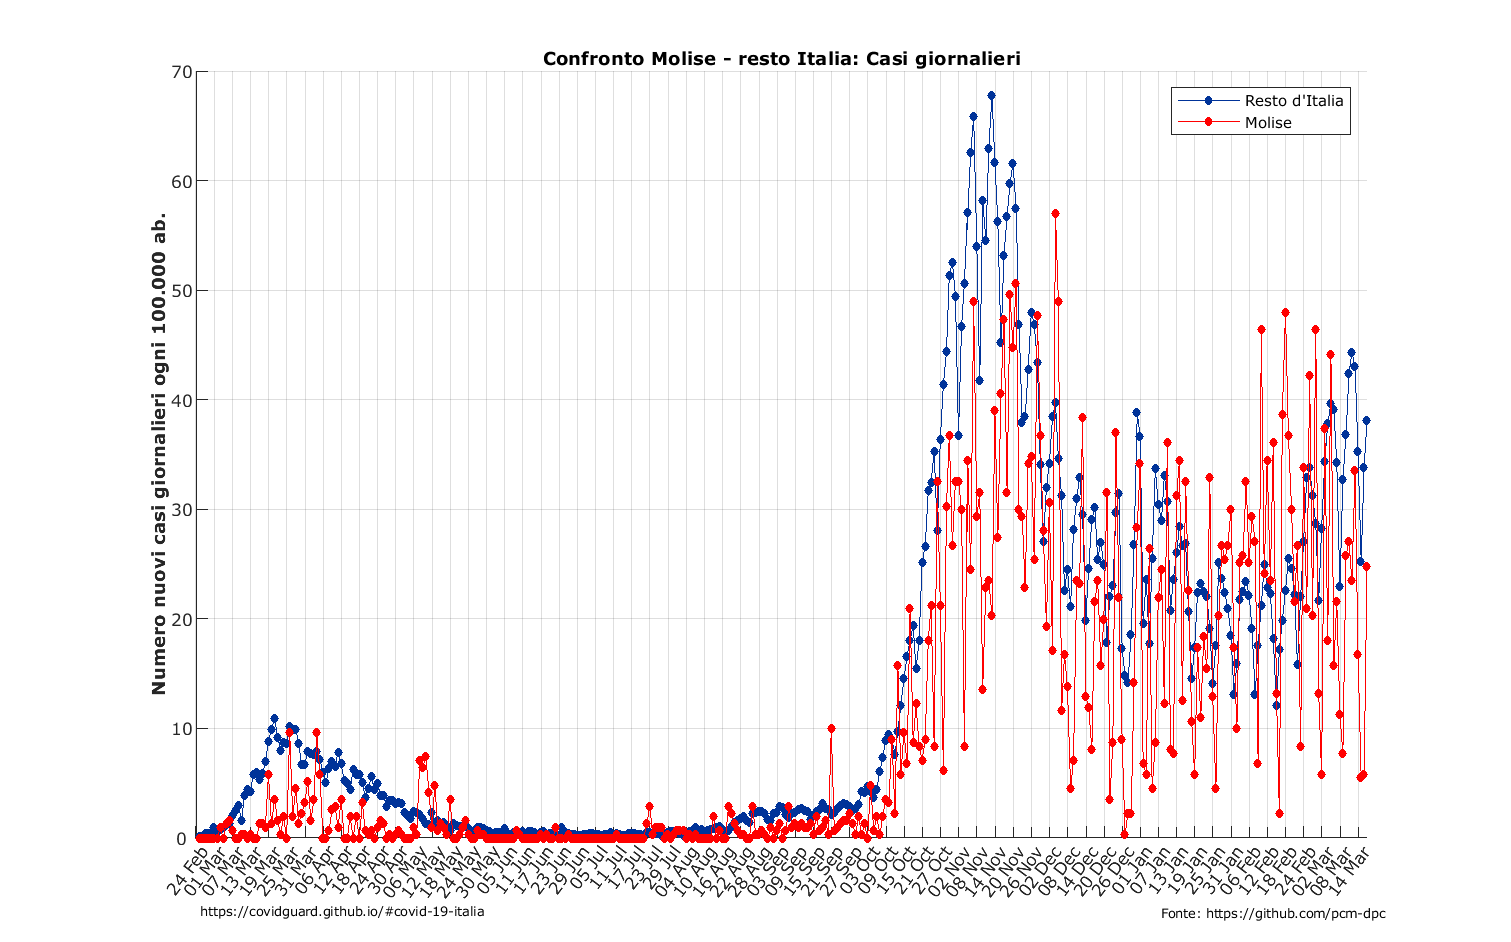 Confronto Molise - resto Italia: Casi giornalieri
Numero nuovi casi giornalieri ogni 100.000 ab.
70
60
50
40
30
20
10
0
Resto d'Italia
Molise
24 Feb
01 Mar
07 Mar
13 Mar
19 Mar
25 Mar
31 Mar
06 Apr
12 Apr
18 Apr
24 Apr
30 Apr
06 May
12 May
18 May
24 May
30 May
05 Jun
11 Jun
17 Jun
23 Jun
29 Jun
05 Jul
11 Jul
17 Jul
23 Jul
29 Jul
04 Aug
10 Aug
16 Aug
22 Aug
28 Aug
03 Sep
09 Sep
15 Sep
21 Sep
27 Sep
03 Oct
09 Oct
15 Oct
21 Oct
27 Oct
02 Nov
08 Nov
14 Nov
20 Nov
26 Nov
02 Dec
08 Dec
14 Dec
20 Dec
26 Dec
01 Jan
07 Jan
13 Jan
19 Jan
25 Jan
31 Jan
06 Feb
12 Feb
18 Feb
24 Feb
02 Mar
08 Mar
14 Mar
https://covidguard.github.io/#covid-19-italia
Fonte: https://github.com/pcm-dpc